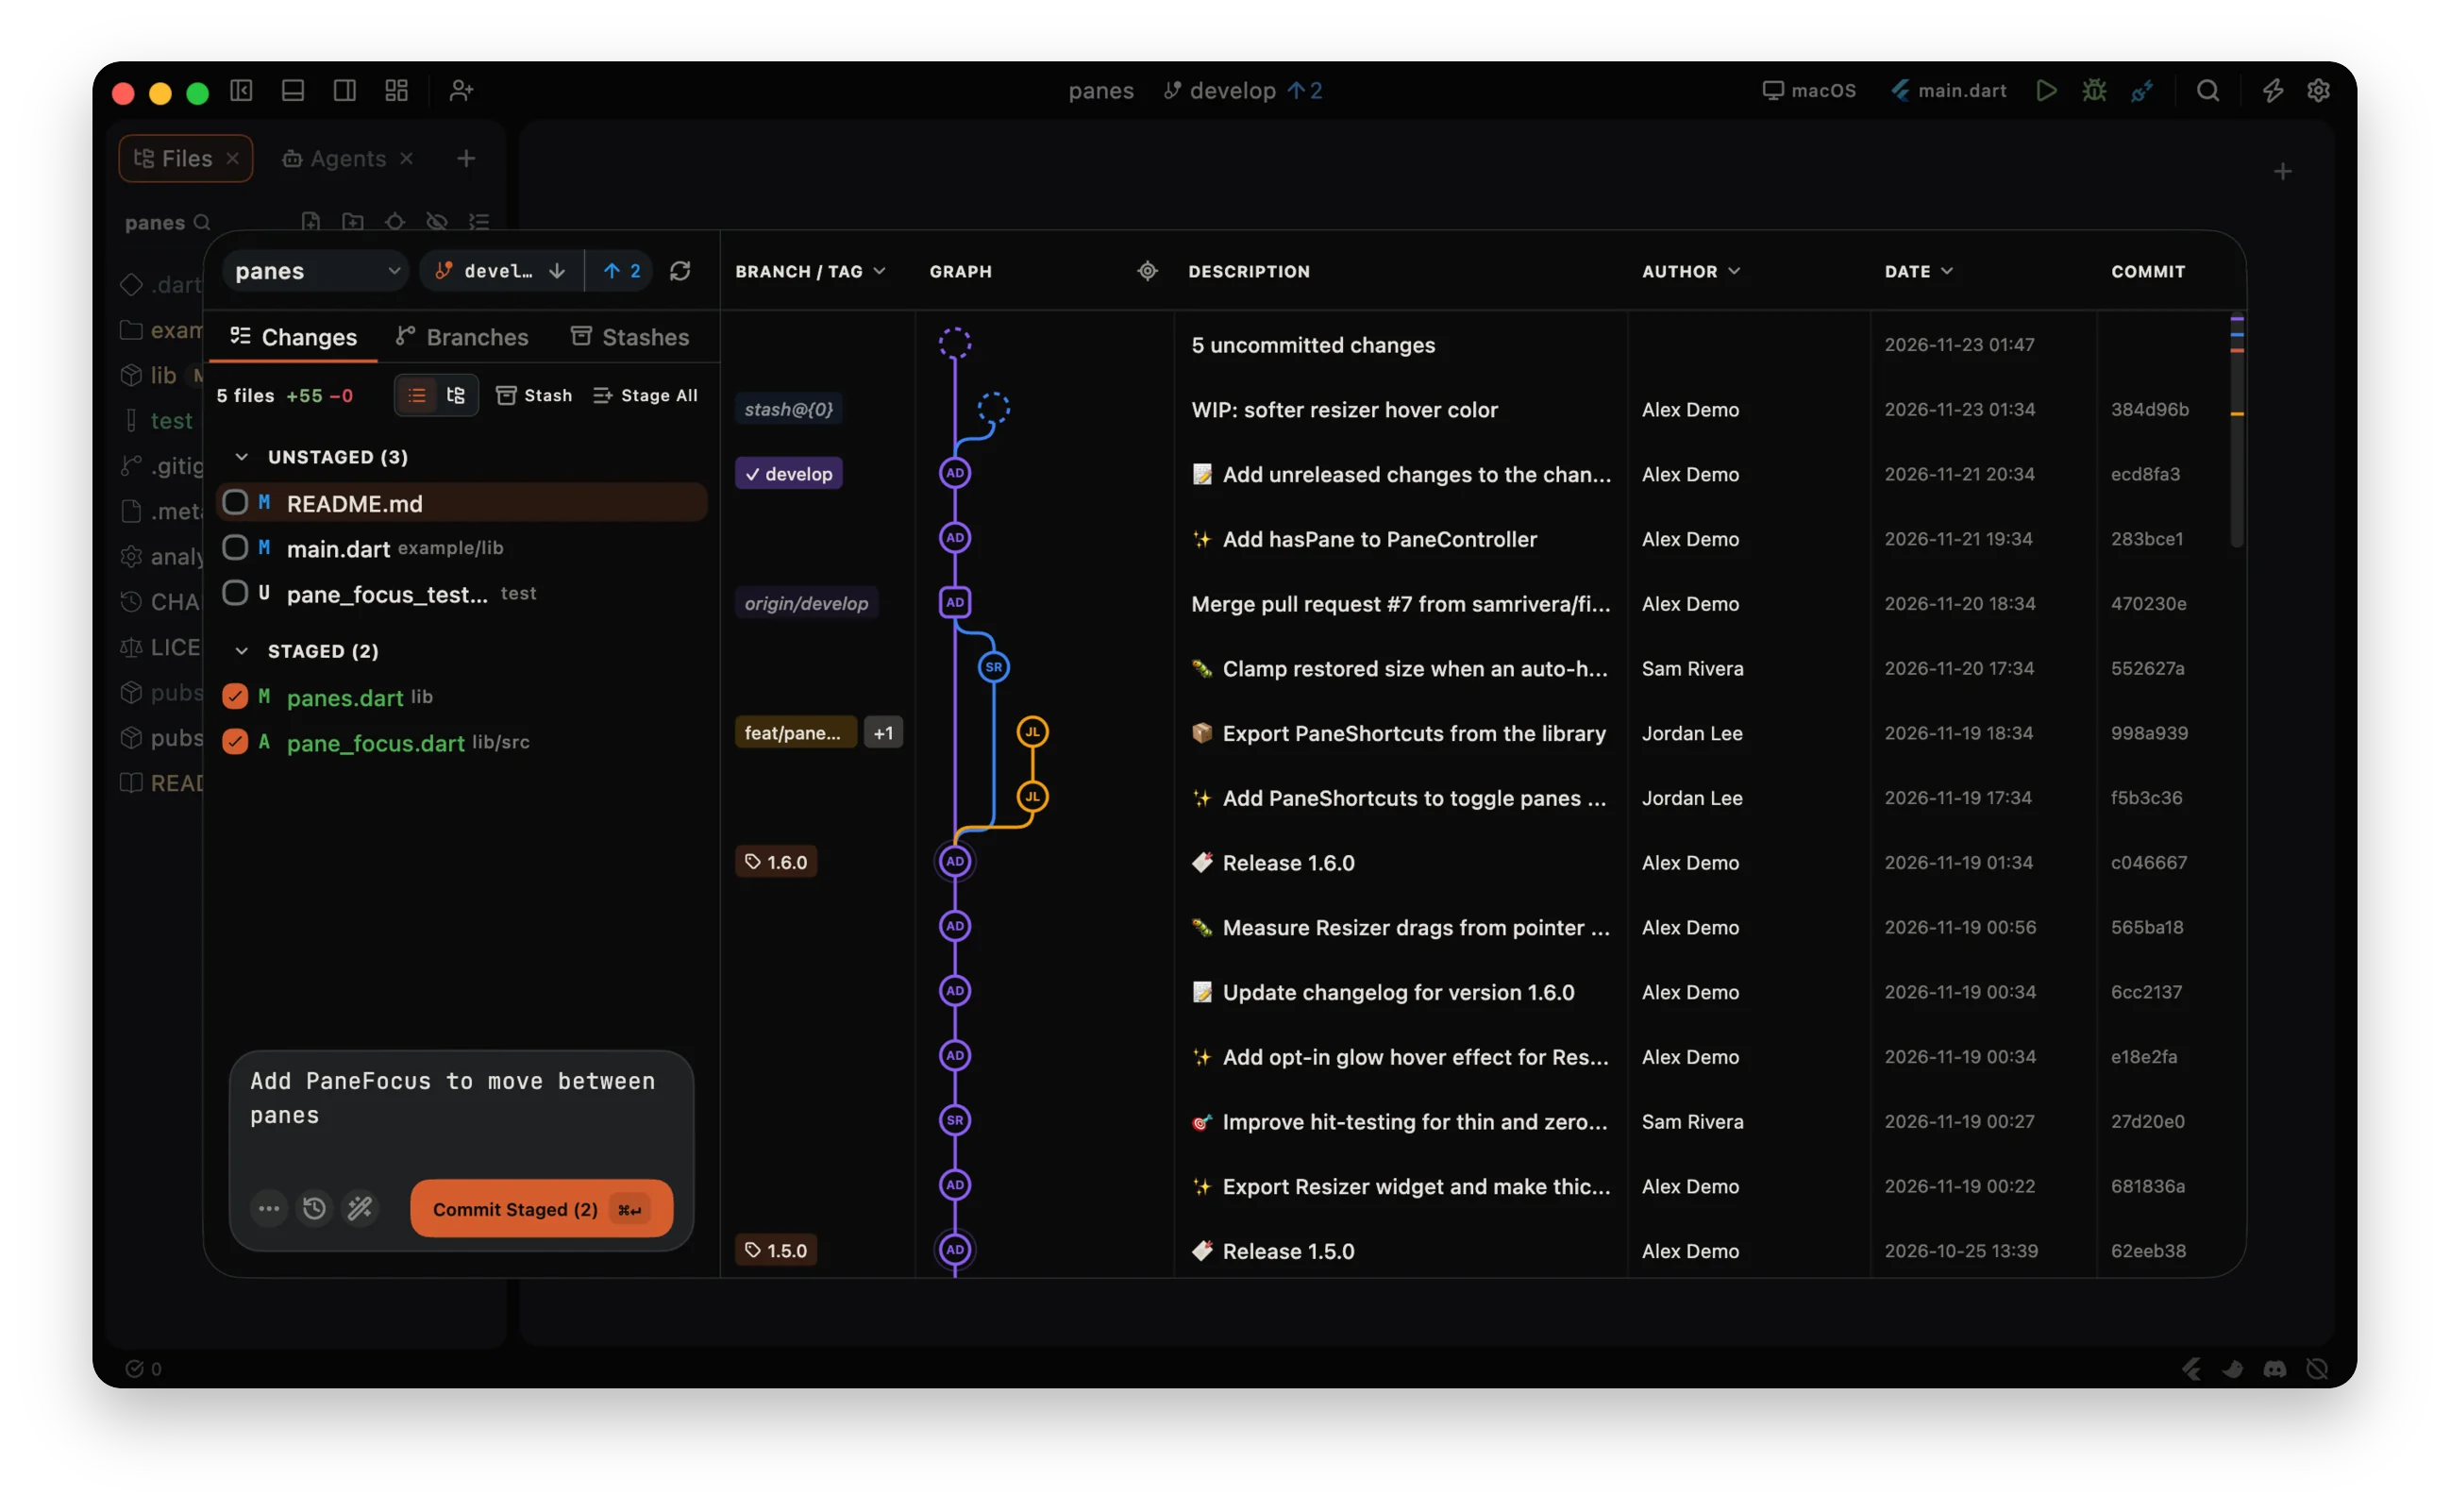 panes develop ↑2 macOS main.dart
Files × Agents × +
panes
.dart
exam
lib M
test
.gitig
.meta
analy
CHA
LICE
pubs
pubs
READ
panes devel… ↓ ↑ 2
Changes Branches Stashes
5 files +55 −0 Stash Stage All
UNSTAGED (3)
M README.md
M main.dart example/lib
U pane_focus_test... test
STAGED (2)
✓ M panes.dart lib
✓ A pane_focus.dart lib/src
Add PaneFocus to move between
panes
Commit Staged (2) ⌘↵
BRANCH / TAG GRAPH DESCRIPTION AUTHOR DATE COMMIT
5 uncommitted changes 2026-11-23 01:47
stash@{0} WIP: softer resizer hover color Alex Demo 2026-11-23 01:34 384d96b
✓ develop AD 📝 Add unreleased changes to the chan... Alex Demo 2026-11-21 20:34 ecd8fa3
AD ✨ Add hasPane to PaneController Alex Demo 2026-11-21 19:34 283bce1
origin/develop AD Merge pull request #7 from samrivera/fi... Alex Demo 2026-11-20 18:34 470230e
SR 🐛 Clamp restored size when an auto-h... Sam Rivera 2026-11-20 17:34 552627a
feat/pane... +1 JL 📦 Export PaneShortcuts from the library Jordan Lee 2026-11-19 18:34 998a939
JL ✨ Add PaneShortcuts to toggle panes ... Jordan Lee 2026-11-19 17:34 f5b3c36
1.6.0 AD 🔖 Release 1.6.0 Alex Demo 2026-11-19 01:34 c046667
AD 🐛 Measure Resizer drags from pointer ... Alex Demo 2026-11-19 00:56 565ba18
AD 📝 Update changelog for version 1.6.0 Alex Demo 2026-11-19 00:34 6cc2137
AD ✨ Add opt-in glow hover effect for Res... Alex Demo 2026-11-19 00:34 e18e2fa
SR 🎯 Improve hit-testing for thin and zero... Sam Rivera 2026-11-19 00:27 27d20e0
AD ✨ Export Resizer widget and make thic... Alex Demo 2026-11-19 00:22 681836a
1.5.0 AD 🔖 Release 1.5.0 Alex Demo 2026-10-25 13:39 62eeb38
0